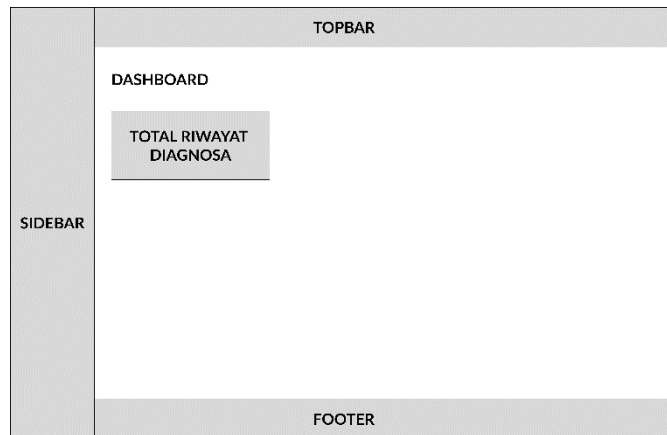 TOPBAR
DASHBOARD
TOTAL RIWAYAT
DIAGNOSA
SIDEBAR
FOOTER